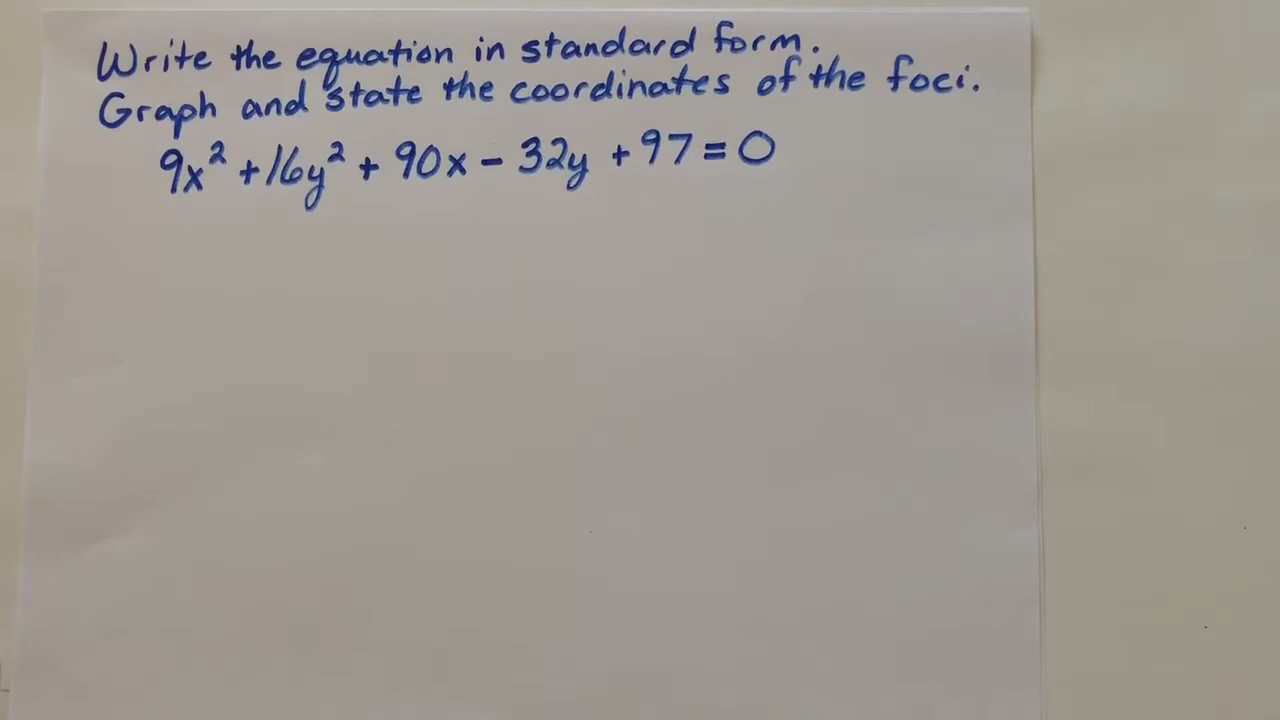 Write the equation in standard form.
Graph and state the coordinates of the foci.
9x² + 16y² + 90x - 32y + 97 = 0